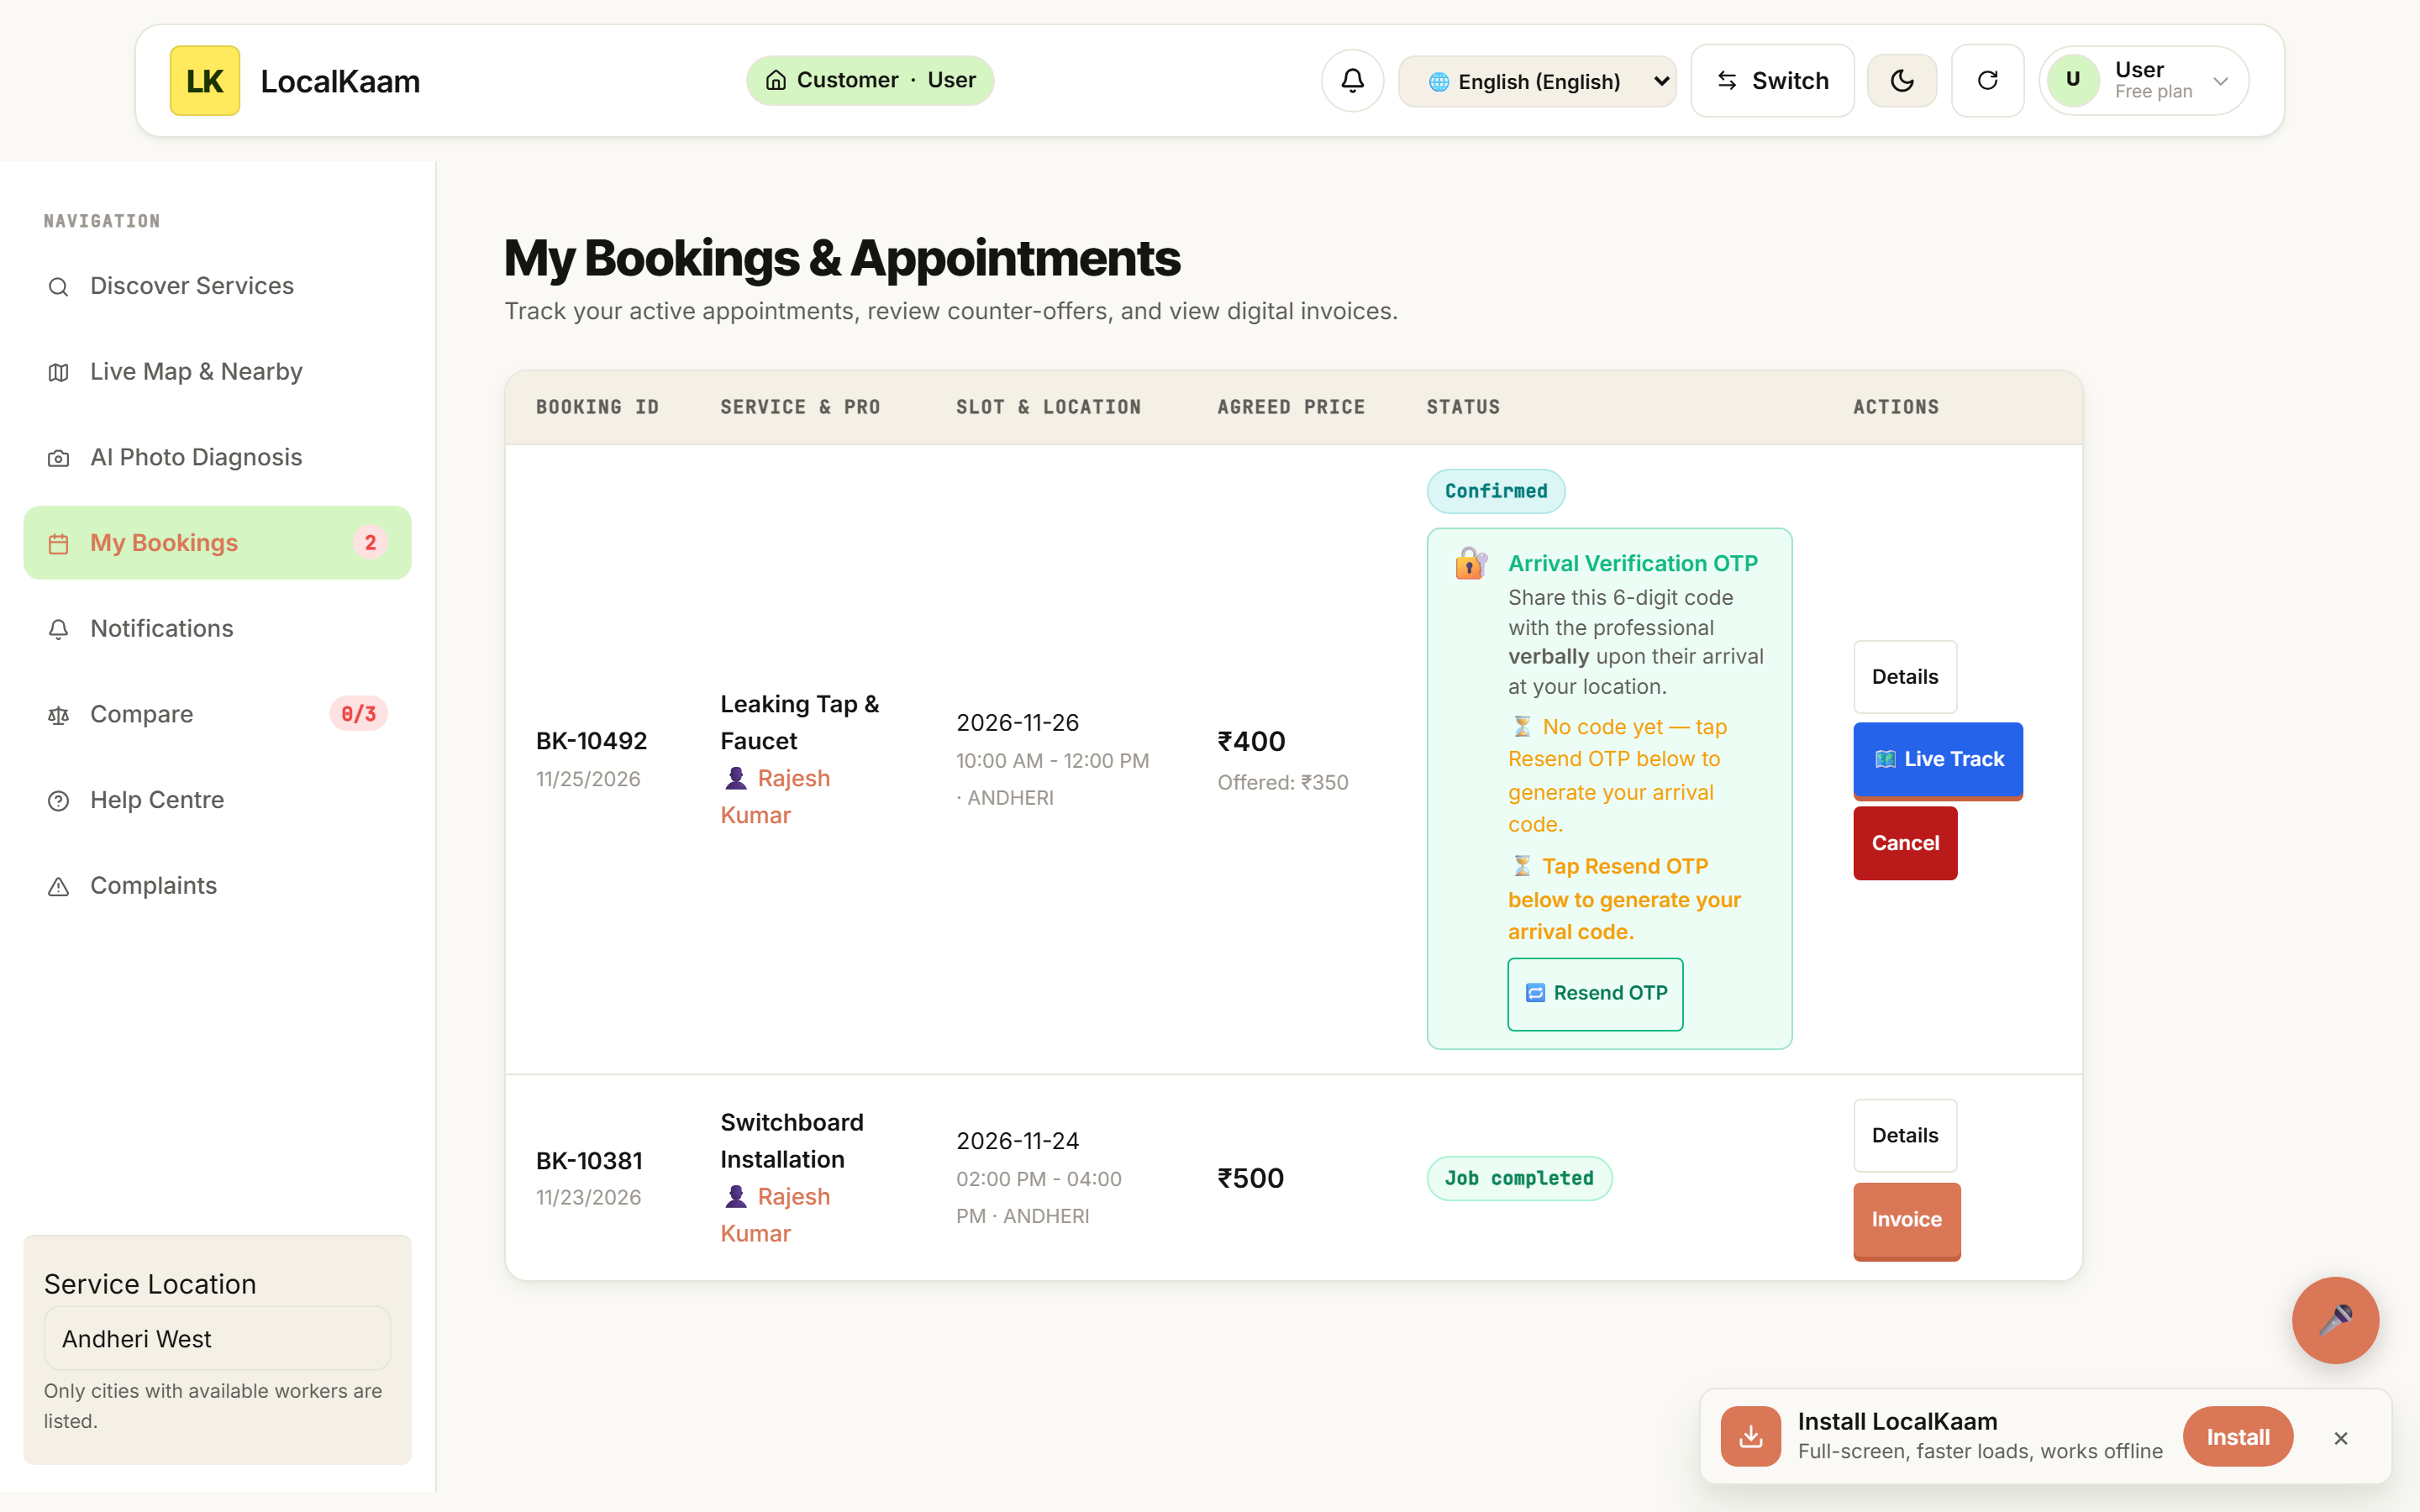 LK
LocalKaam
Customer · User
English (English)
Switch
U
User
Free plan
NAVIGATION
Discover Services
Live Map & Nearby
AI Photo Diagnosis
My Bookings
2
Notifications
Compare
0/3
Help Centre
Complaints
Service Location
Andheri West
Only cities with available workers are
listed.
My Bookings & Appointments
Track your active appointments, review counter-offers, and view digital invoices.
BOOKING ID
SERVICE & PRO
SLOT & LOCATION
AGREED PRICE
STATUS
ACTIONS
BK-10492
11/25/2026
Leaking Tap &
Faucet
Rajesh
Kumar
2026-11-26
10:00 AM - 12:00 PM
· ANDHERI
₹400
Offered: ₹350
Confirmed
Arrival Verification OTP
Share this 6-digit code
with the professional
verbally upon their arrival
at your location.
No code yet — tap
Resend OTP below to
generate your arrival
code.
Tap Resend OTP
below to generate your
arrival code.
Resend OTP
Details
Live Track
Cancel
BK-10381
11/23/2026
Switchboard
Installation
Rajesh
Kumar
2026-11-24
02:00 PM - 04:00
PM · ANDHERI
₹500
Job completed
Details
Invoice
Install LocalKaam
Full-screen, faster loads, works offline
Install
×